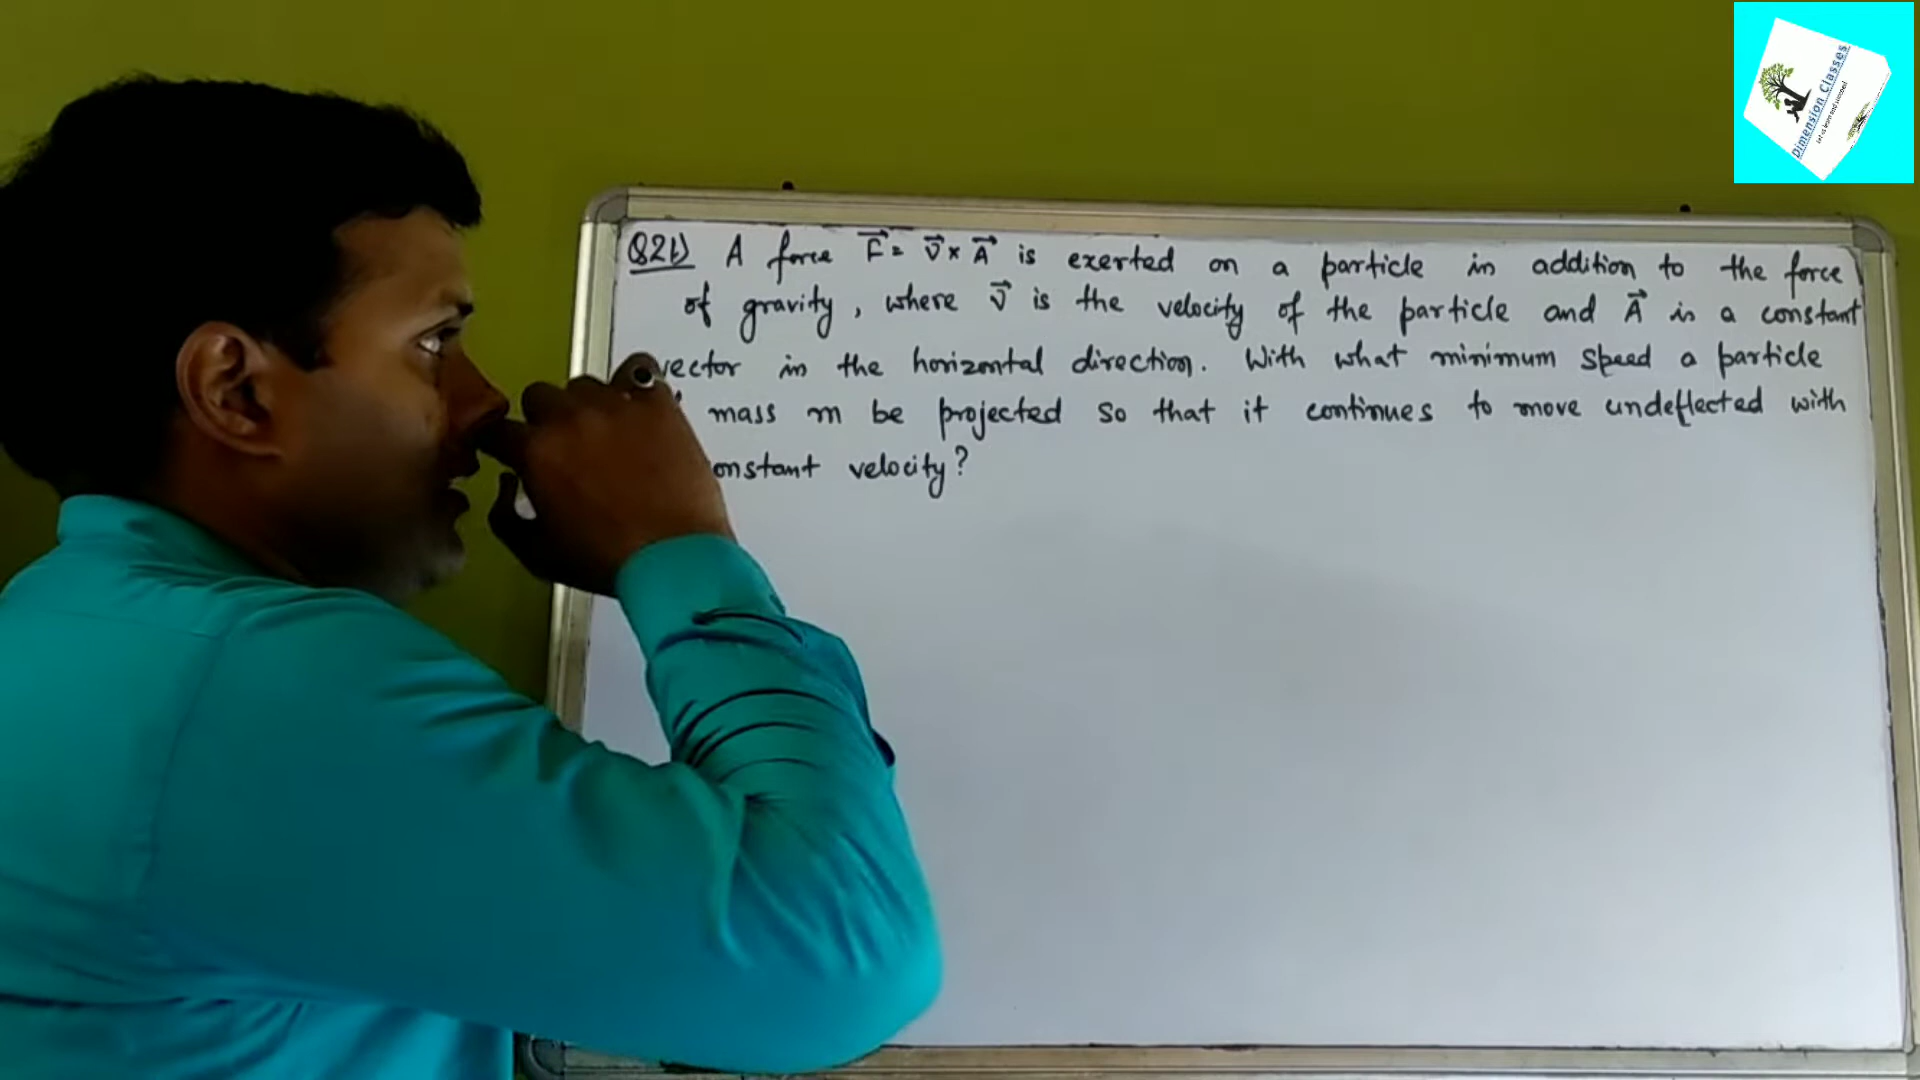 Q21) A force F⃗ = v⃗ × A⃗ is exerted on a particle in addition to the force
of gravity, where v⃗ is the velocity of the particle and A⃗ is a constant
vector in the horizontal direction. With what minimum speed a particle
mass m be projected so that it continues to move undeflected with
onstant velocity?
Dimension Classes